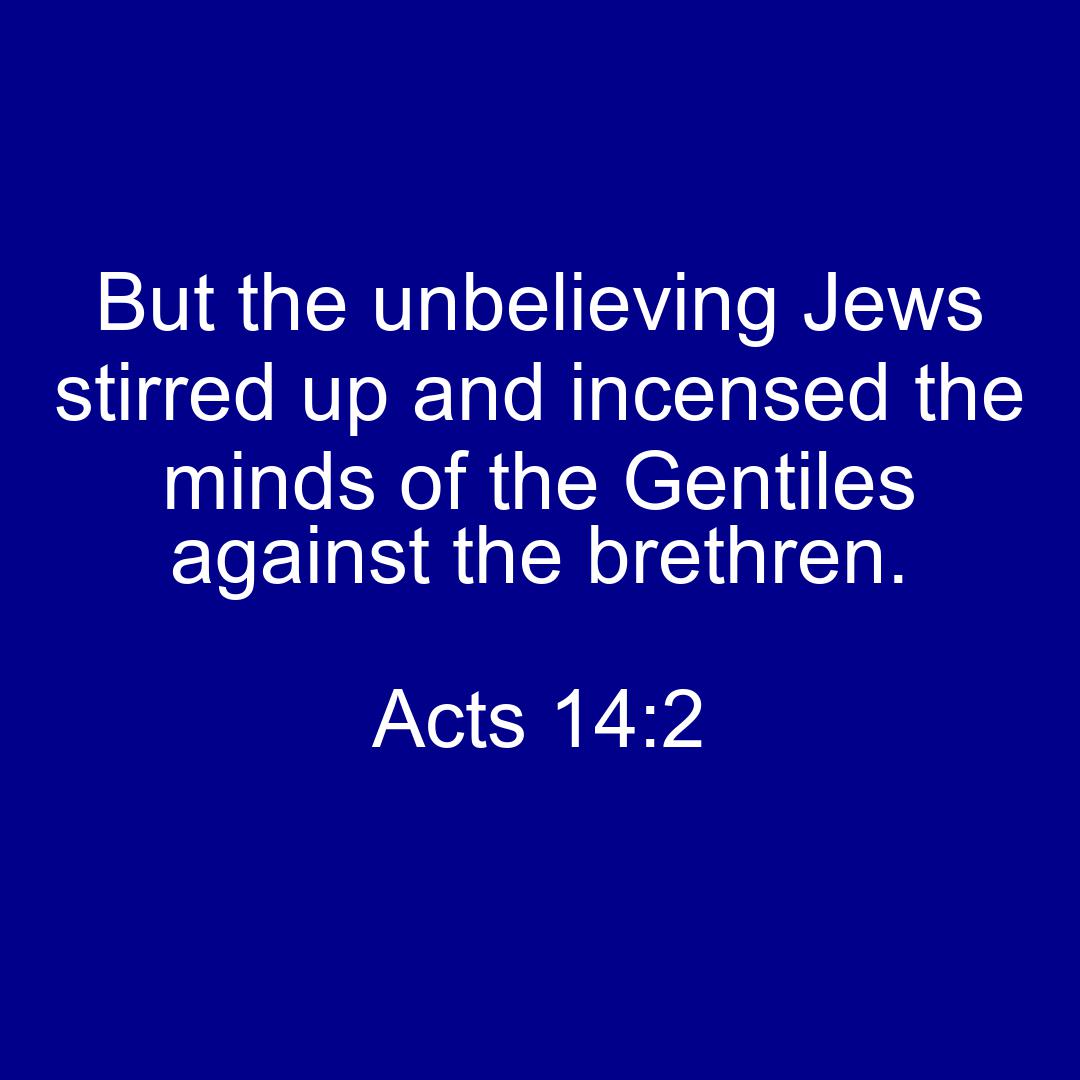 But the unbelieving Jews
stirred up and incensed the
minds of the Gentiles
against the brethren.
Acts 14:2